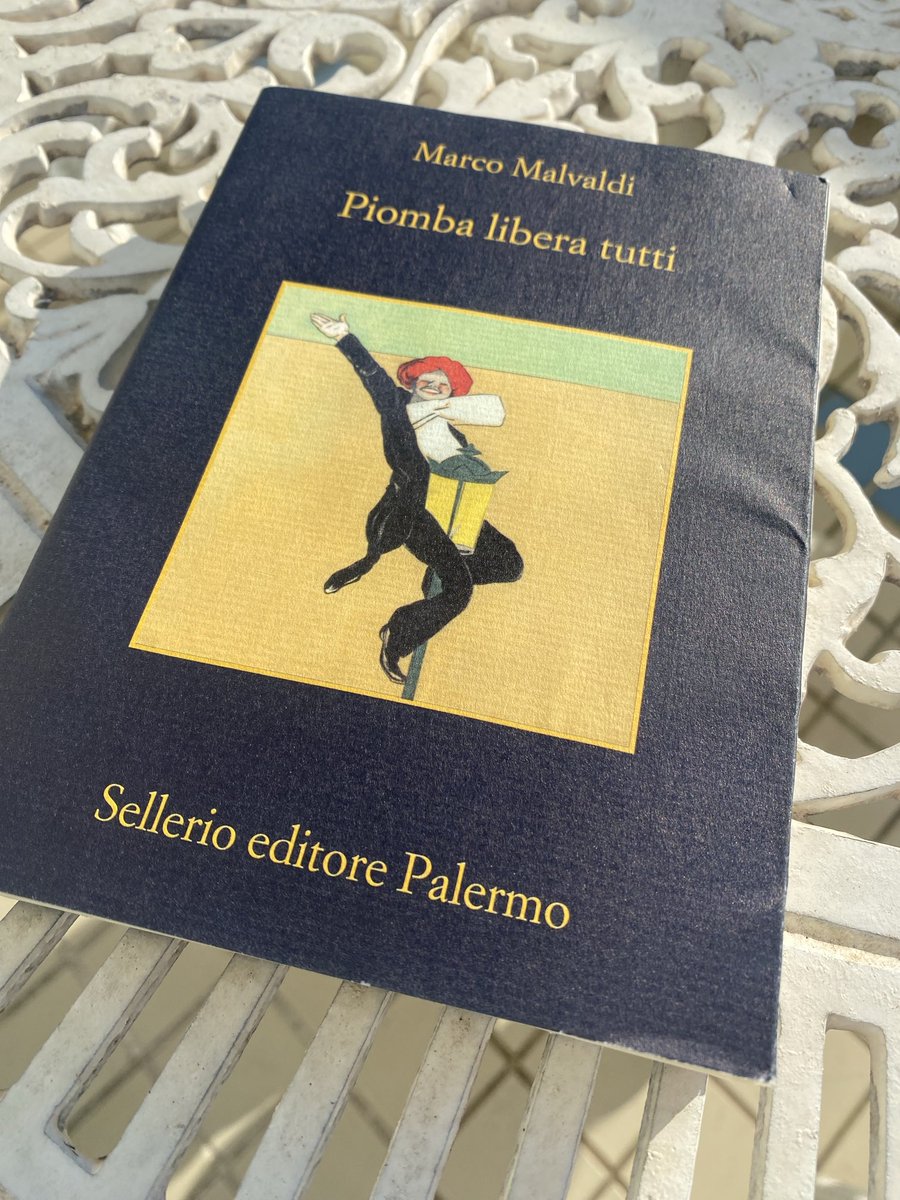 Marco Malvaldi
Piomba libera tutti
Sellerio editore Palermo